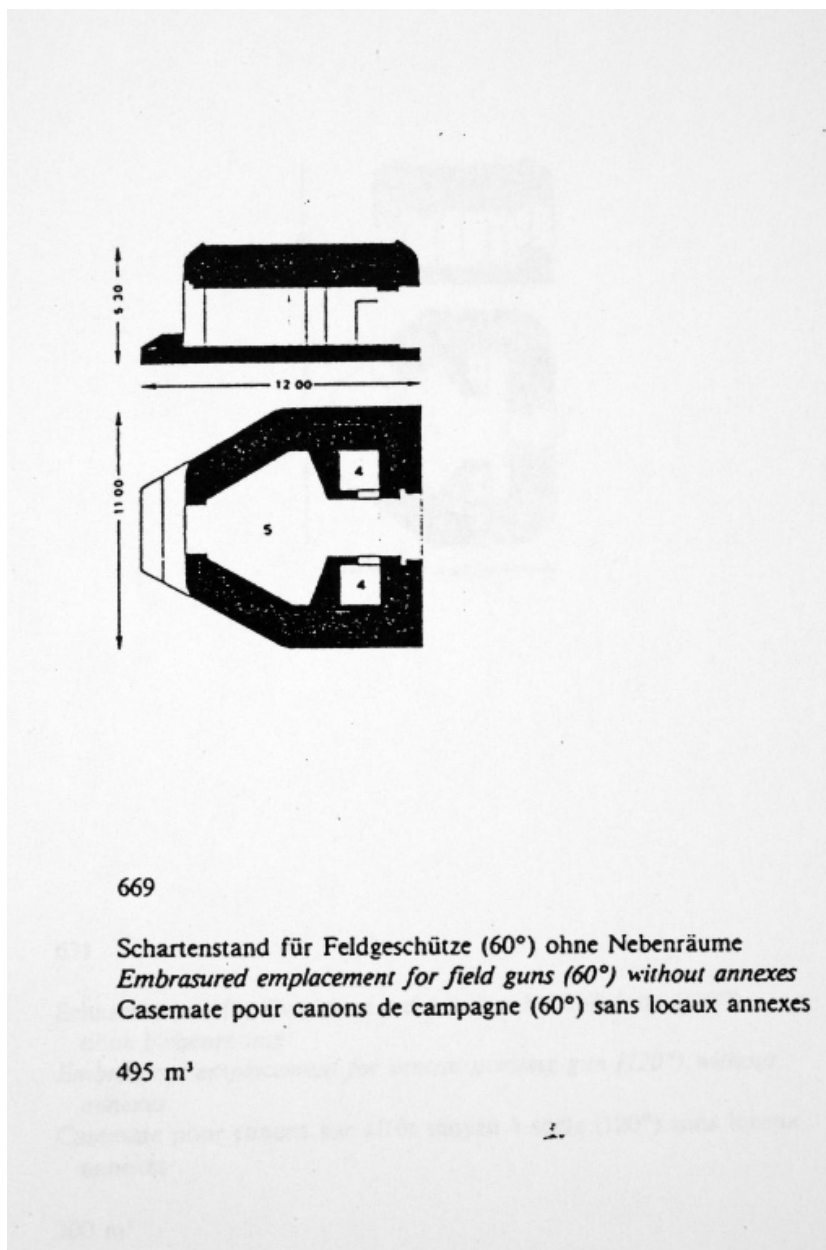 5 30
12 00
11 00
4
5
4
669
Schartenstand für Feldgeschütze (60°) ohne Nebenräume
Embrasured emplacement for field guns (60°) without annexes
Casemate pour canons de campagne (60°) sans locaux annexes
495 m³